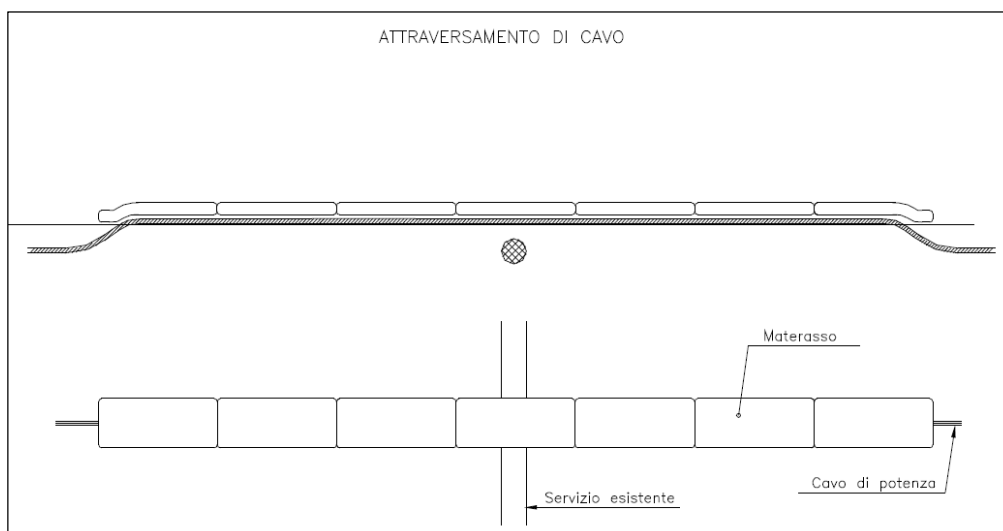 ATTRAVERSAMENTO DI CAVO
Materasso
Cavo di potenza
Servizio esistente